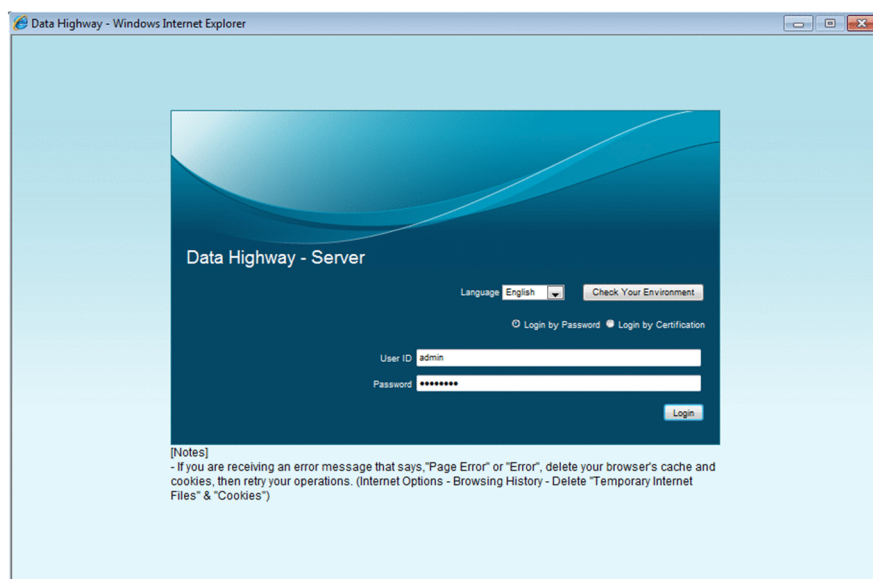 Data Highway - Windows Internet Explorer
Data Highway - Server
Language English Check Your Environment
Login by Password Login by Certification
User ID admin
Password ••••••••
Login
[Notes]
- If you are receiving an error message that says,"Page Error" or "Error", delete your browser's cache and
cookies, then retry your operations. (Internet Options - Browsing History - Delete "Temporary Internet
Files" & "Cookies")